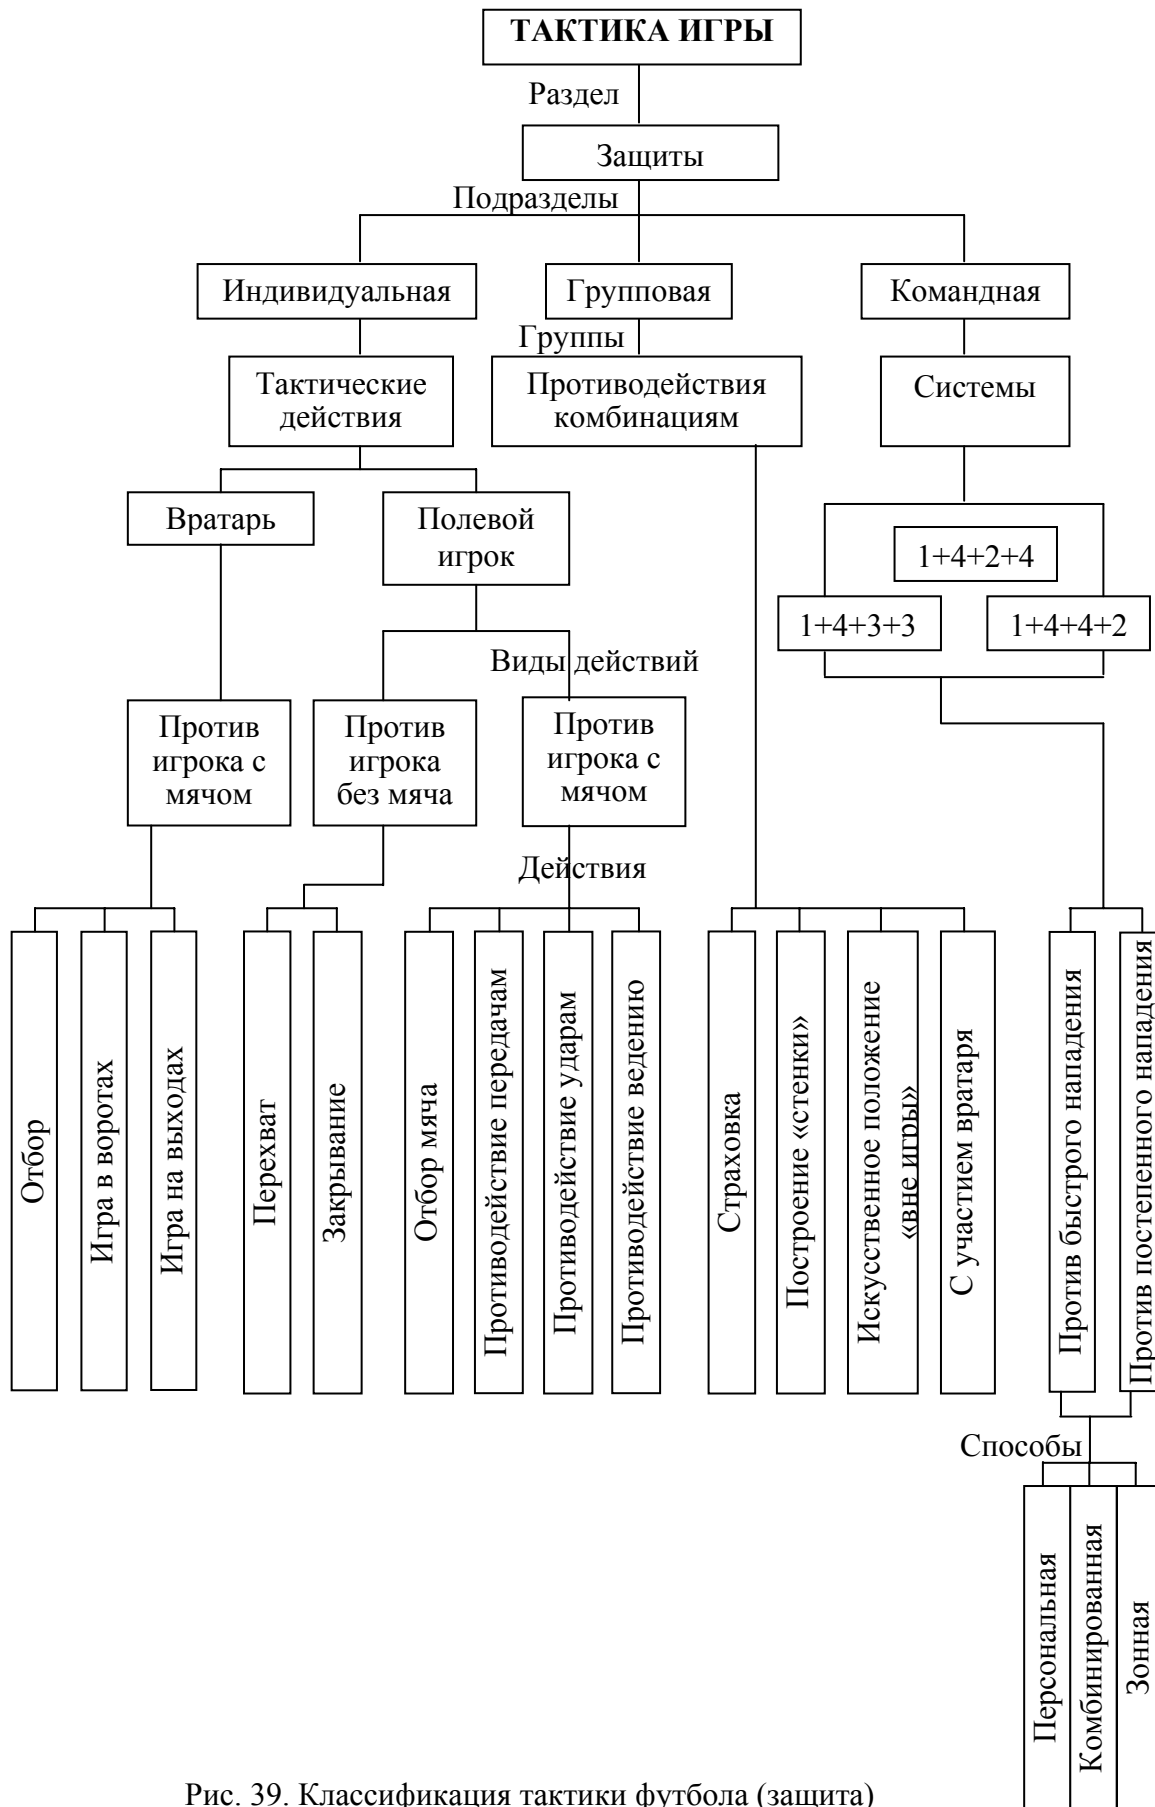 ТАКТИКА ИГРЫ
Раздел
Защиты
Подразделы
Индивидуальная
Групповая
Командная
Группы
Тактические
действия
Противодействия
комбинациям
Системы
Вратарь
Полевой
игрок
1+4+2+4
1+4+3+3
1+4+4+2
Виды действий
Против
игрока с
мячом
Против
игрока
без мяча
Против
игрока с
мячом
Действия
Отбор
Игра в воротах
Игра на выходах
Перехват
Закрывание
Отбор мяча
Противодействие передачам
Противодействие ударам
Противодействие ведению
Страховка
Построение «стенки»
Искусственное положение
«вне игры»
С участием вратаря
Против быстрого нападения
Против постепенного нападения
Способы
Персональная
Комбинированная
Зонная
Рис. 39. Классификация тактики футбола (защита)